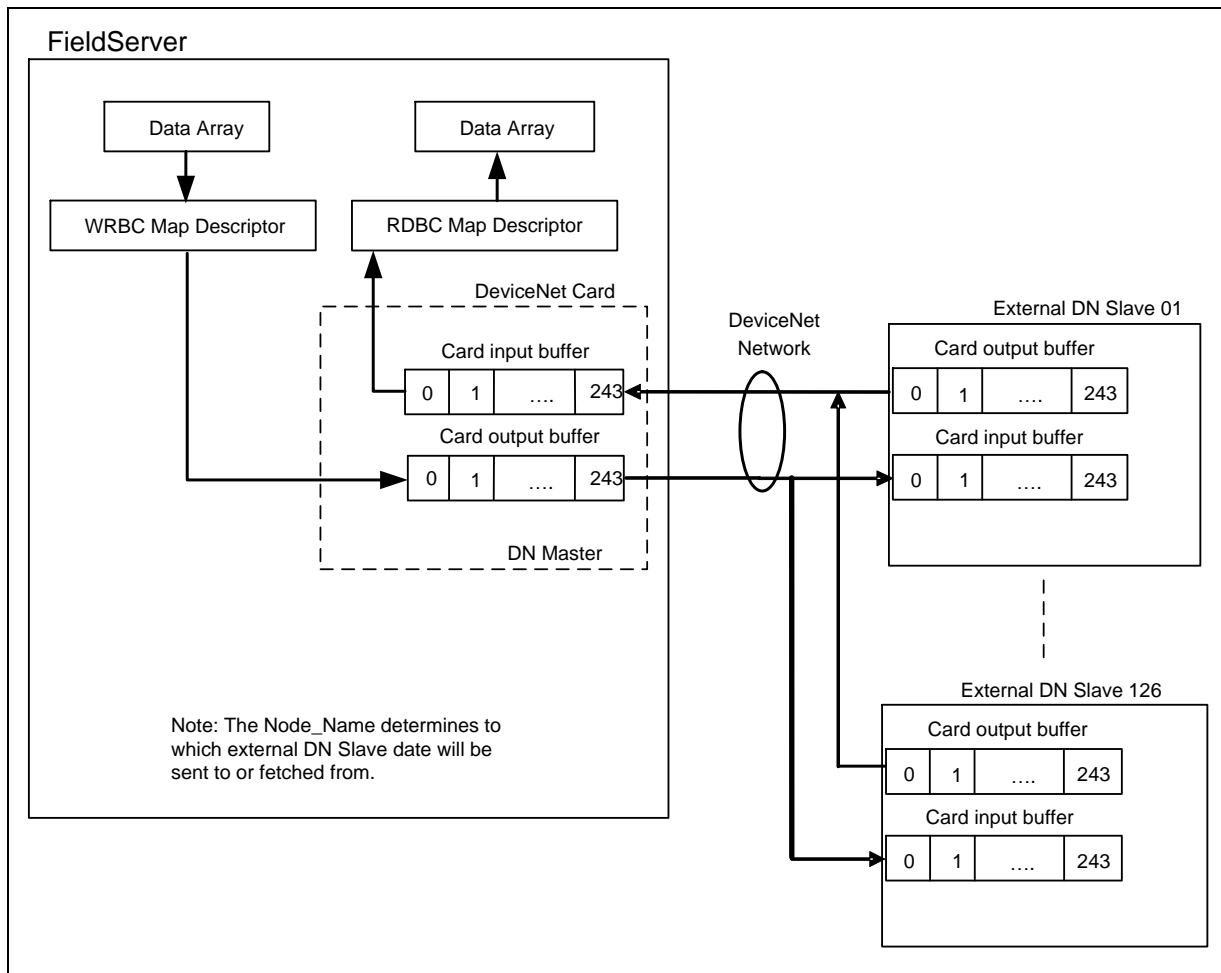 FieldServer
Data Array
Data Array
WRBC Map Descriptor
RDBC Map Descriptor
DeviceNet Card
Card input buffer
0 1 .... 243
Card output buffer
0 1 .... 243
DN Master
Note: The Node_Name determines to
which external DN Slave date will be
sent to or fetched from.
DeviceNet
Network
External DN Slave 01
Card output buffer
0 1 .... 243
Card input buffer
0 1 .... 243
External DN Slave 126
Card output buffer
0 1 .... 243
Card input buffer
0 1 .... 243